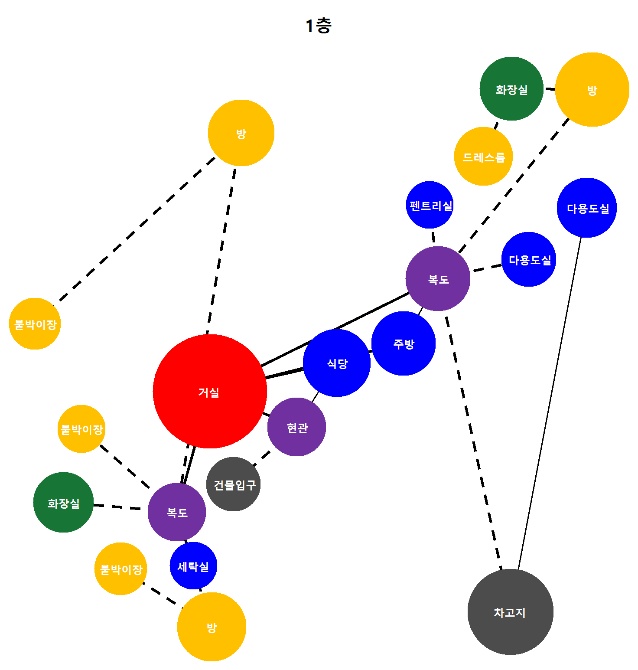 1층
화장실
방
방
드레스룸
펜트리실
다용도실
다용도실
복도
붙박이장
주방
식당
거실
현관
붙박이장
건물입구
화장실
복도
세탁실
붙박이장
차고지
방